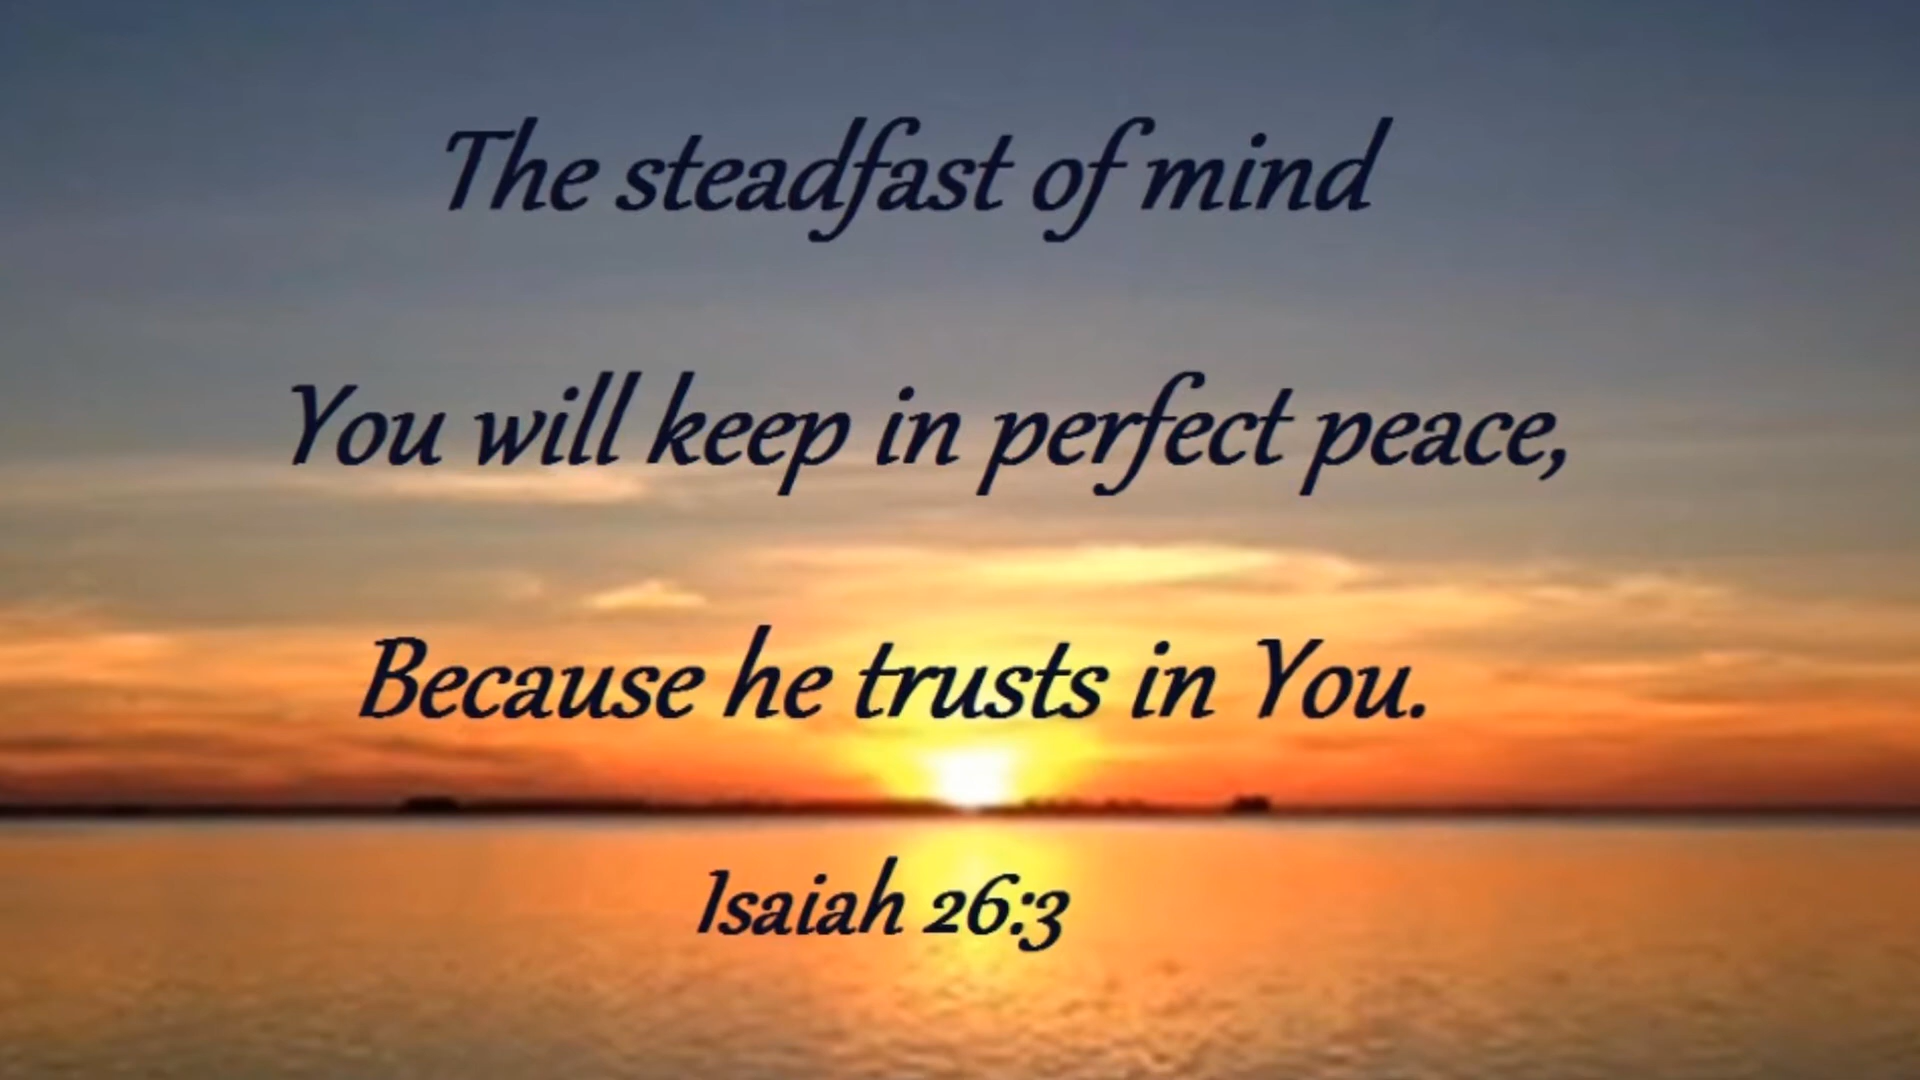 The steadfast of mind
You will keep in perfect peace,
Because he trusts in You.
Isaiah 26:3